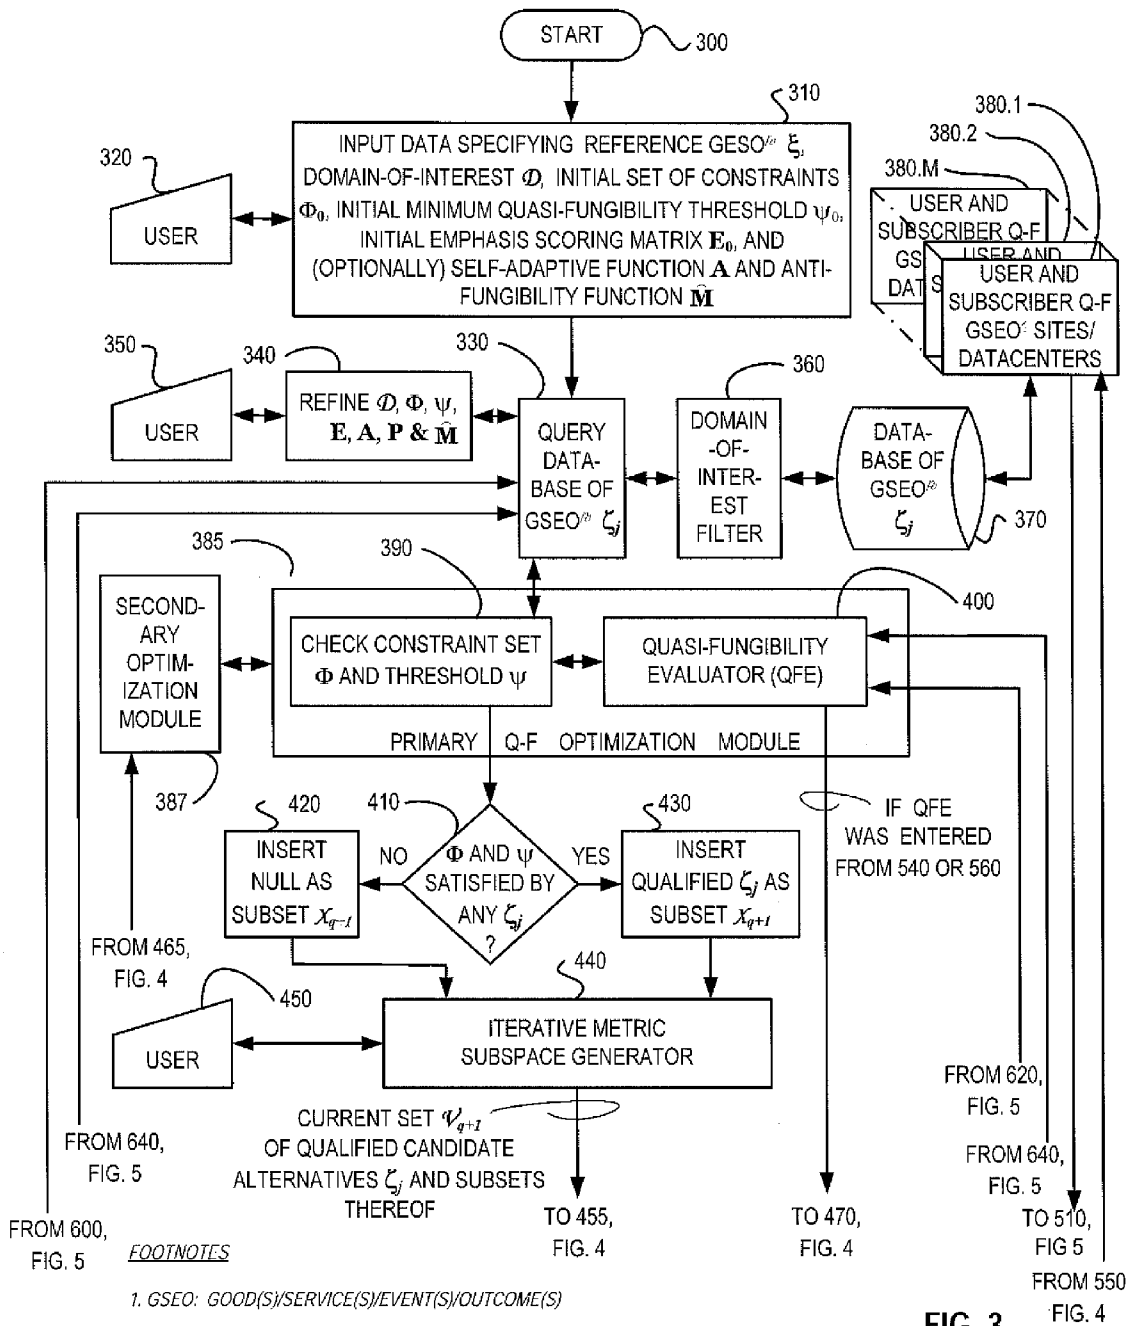 START
300
310
INPUT DATA SPECIFYING REFERENCE GESO ξ,
DOMAIN-OF-INTEREST 𝒟, INITIAL SET OF CONSTRAINTS
Φ₀, INITIAL MINIMUM QUASI-FUNGIBILITY THRESHOLD ψ₀,
INITIAL EMPHASIS SCORING MATRIX E₀, AND
(OPTIONALLY) SELF-ADAPTIVE FUNCTION A AND ANTI-
FUNGIBILITY FUNCTION M̂
320
USER
380.1
380.2
380.M
USER AND
SUBSCRIBER Q-F
GS
DAT
USER AND
S
USER AND
SUBSCRIBER Q-F
GSEO SITES/
DATACENTERS
350
USER
340
REFINE 𝒟, Φ, ψ,
E, A, P & M̂
330
QUERY
DATA-
BASE OF
GSEO ζj
360
DOMAIN
-OF-
INTER-
EST
FILTER
DATA-
BASE OF
GSEO
ζj
370
385
390
400
SECOND-
ARY
OPTIM-
IZATION
MODULE
387
CHECK CONSTRAINT SET
Φ AND THRESHOLD ψ
QUASI-FUNGIBILITY
EVALUATOR (QFE)
PRIMARY Q-F OPTIMIZATION MODULE
420
INSERT
NULL AS
SUBSET
410
NO
Φ AND ψ
SATISFIED BY
ANY ζj
?
YES
430
INSERT
QUALIFIED ζj AS
SUBSET Xq+1
IF QFE
WAS ENTERED
FROM 540 OR 560
FROM 465,
FIG. 4
450
USER
440
ITERATIVE METRIC
SUBSPACE GENERATOR
CURRENT SET 𝒱q+1
OF QUALIFIED CANDIDATE
ALTERNATIVES ζj AND SUBSETS
THEREOF
FROM 620,
FIG. 5
FROM 640,
FIG. 5
FROM 640,
FIG. 5
FROM 600,
FIG. 5
TO 455,
FIG. 4
TO 470,
FIG. 4
TO 510,
FIG 5
FROM 550
FIG. 4
FOOTNOTES
1. GSEO: GOOD(S)/SERVICE(S)/EVENT(S)/OUTCOME(S)
FIG. 3